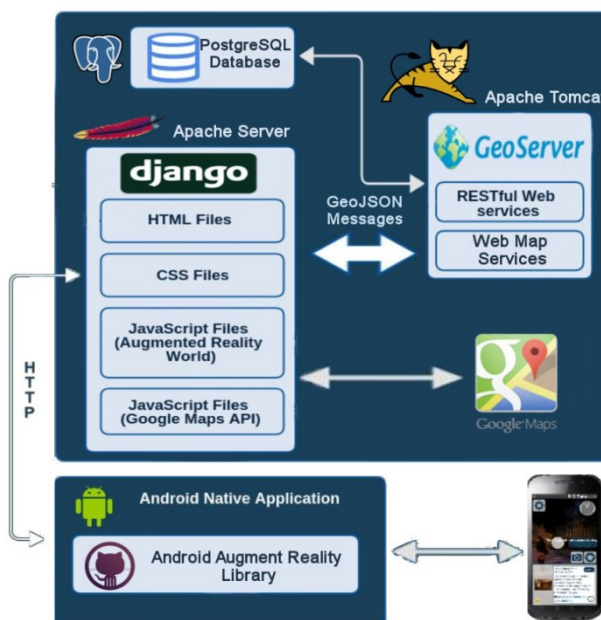 PostgreSQL
Database
Apache Tomca
Apache Server
django
GeoServer
HTML Files
RESTful Web
services
GeoJSON
Messages
Web Map
Services
CSS Files
JavaScript Files
(Augmented Reality
World)
HTTP
JavaScript Files
(Google Maps API)
g
Google Maps
Android Native Application
Android Augment Reality
Library